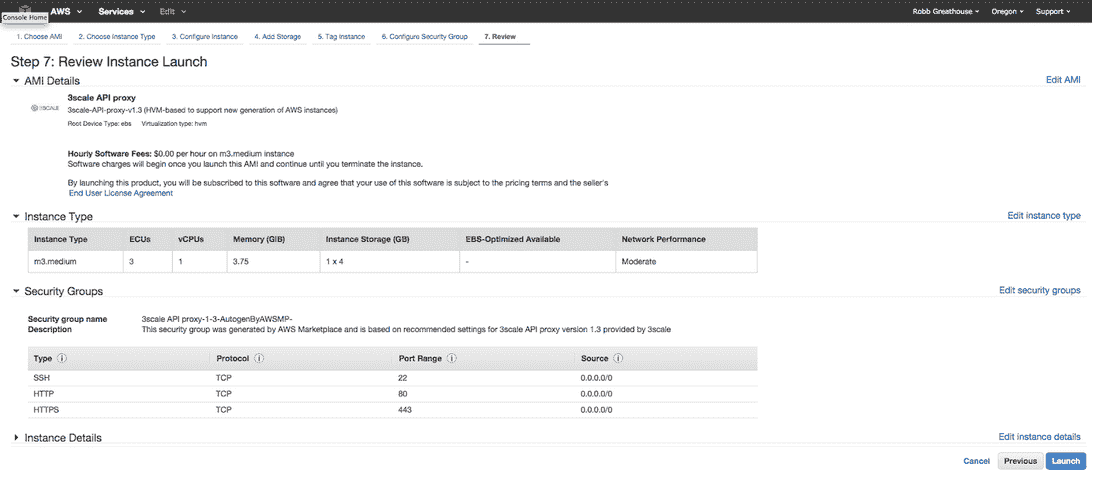 Console Home
AWS Services Edit Robb Greathouse Oregon Support
1. Choose AMI 2. Choose Instance Type 3. Configure Instance 4. Add Storage 5. Tag Instance 6. Configure Security Group 7. Review
Step 7: Review Instance Launch
AMI Details Edit AMI
3SCALE
3scale API proxy
3scale-API-proxy-v1.3 (HVM-based to support new generation of AWS instances)
Root Device Type: ebs Virtualization type: hvm
Hourly Software Fees: $0.00 per hour on m3.medium instance
Software charges will begin once you launch this AMI and continue until you terminate the instance.
By launching this product, you will be subscribed to this software and agree that your use of this software is subject to the pricing terms and the seller's
End User License Agreement
Instance Type Edit instance type
Instance Type ECUs vCPUs Memory (GiB) Instance Storage (GB) EBS-Optimized Available Network Performance
m3.medium 3 1 3.75 1 x 4 - Moderate
Security Groups Edit security groups
Security group name 3scale API proxy-1-3-AutogenByAWSMP-
Description This security group was generated by AWS Marketplace and is based on recommended settings for 3scale API proxy version 1.3 provided by 3scale
Type Protocol Port Range Source
SSH TCP 22 0.0.0.0/0
HTTP TCP 80 0.0.0.0/0
HTTPS TCP 443 0.0.0.0/0
Instance Details Edit instance details
Cancel Previous Launch